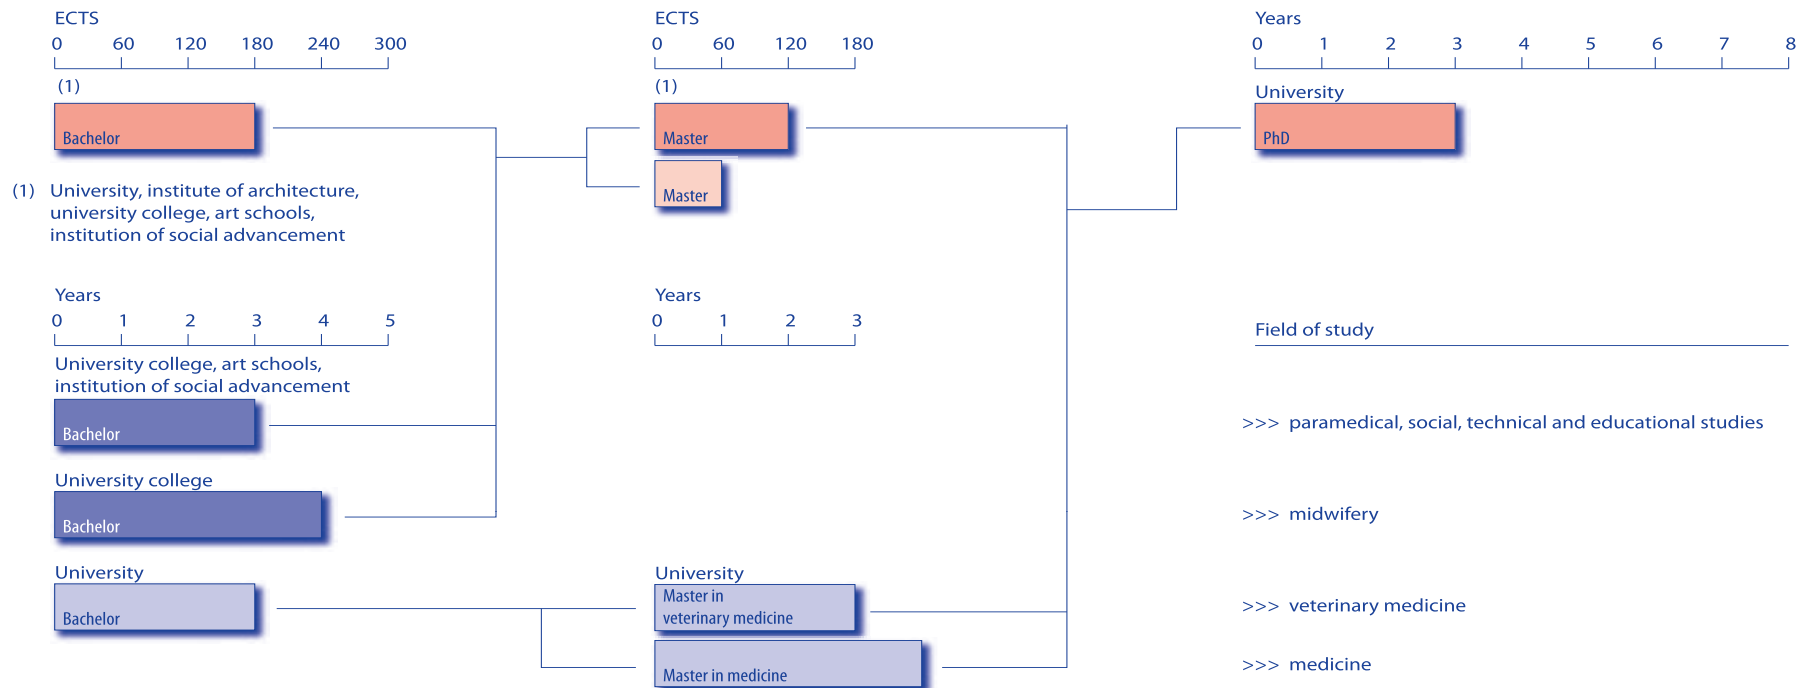 ECTS
0 60 120 180 240 300
(1)
Bachelor
(1) University, institute of architecture,
university college, art schools,
institution of social advancement
Years
0 1 2 3 4 5
University college, art schools,
institution of social advancement
Bachelor
University college
Bachelor
University
Bachelor
ECTS
0 60 120 180
(1)
Master
Master
Years
0 1 2 3
University
Master in
veterinary medicine
Master in medicine
Years
0 1 2 3 4 5 6 7 8
University
PhD
Field of study
>>> paramedical, social, technical and educational studies
>>> midwifery
>>> veterinary medicine
>>> medicine